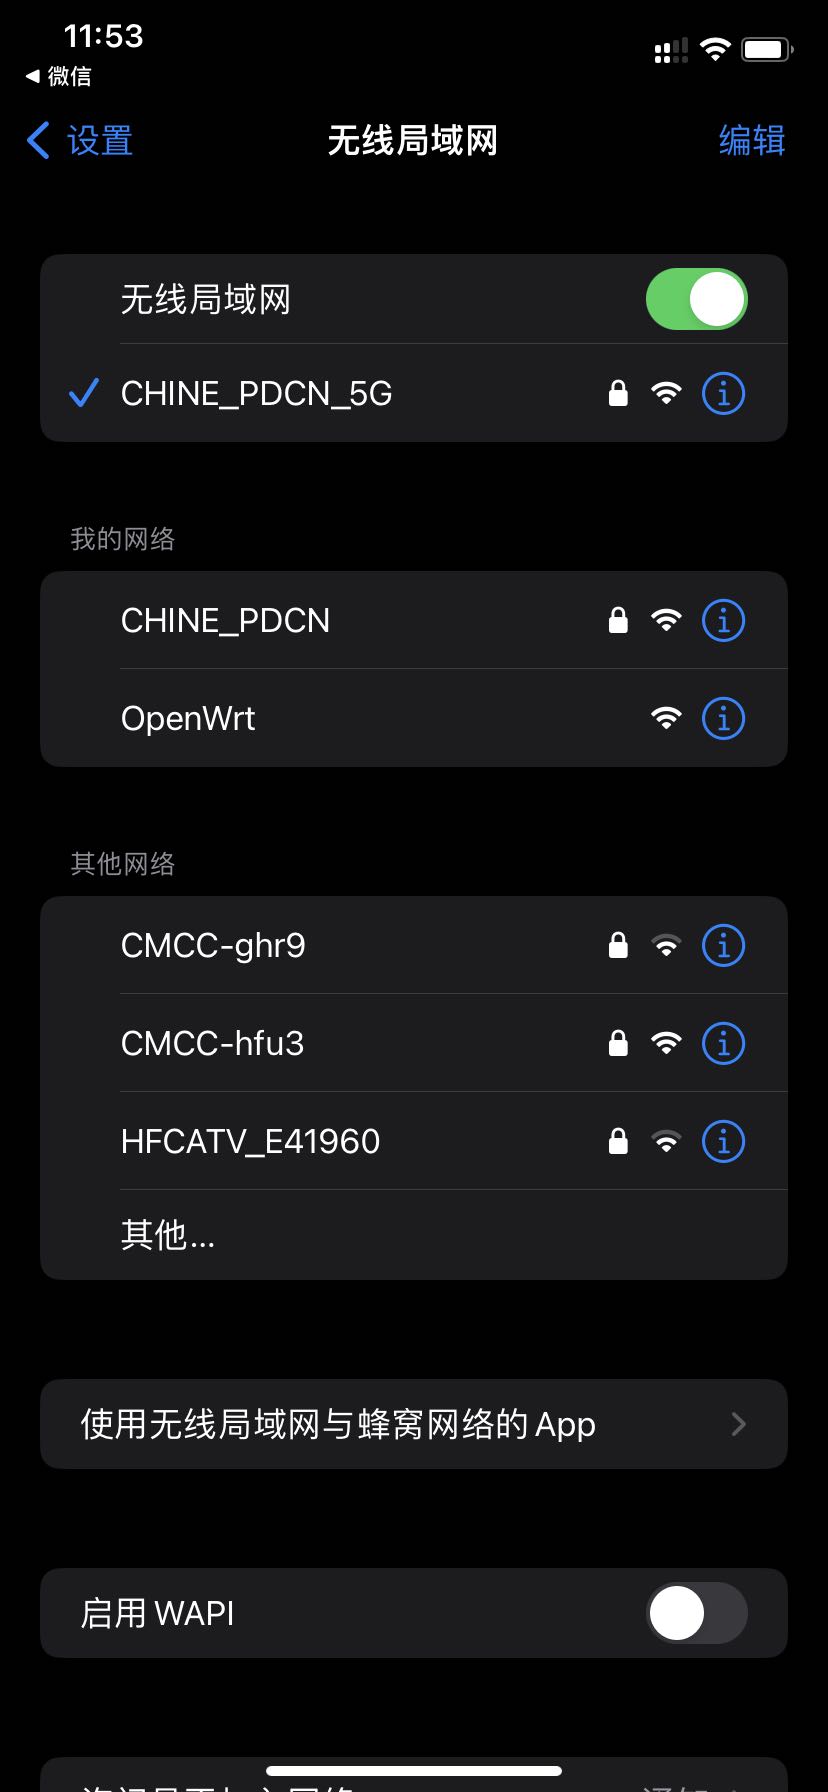 11:53
微信
设置
无线局域网
编辑
无线局域网
CHINE_PDCN_5G
我的网络
CHINE_PDCN
OpenWrt
其他网络
CMCC-ghr9
CMCC-hfu3
HFCATV_E41960
其他...
使用无线局域网与蜂窝网络的 App
启用 WAPI